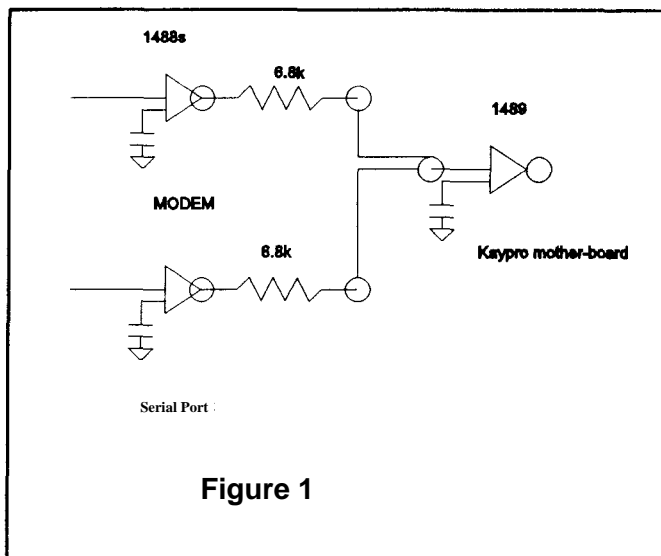 1488s
6.8k
1489
MODEM
6.8k
Kaypro mother-board
Serial Port
Figure 1